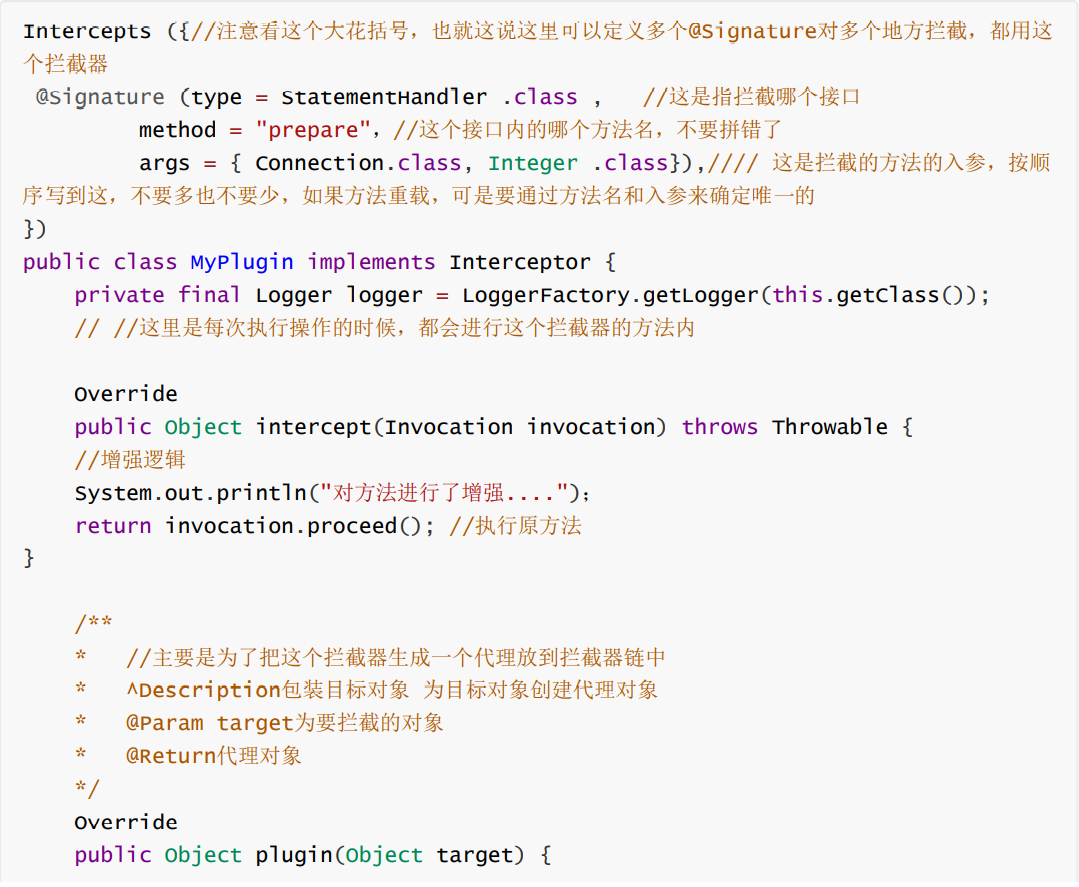 Intercepts ({//注意看这个大花括号，也就这说这里可以定义多个@Signature对多个地方拦截，都用这
个拦截器
@Signature (type = StatementHandler .class , //这是指拦截哪个接口
method = "prepare"，//这个接口内的哪个方法名，不要拼错了
args = { Connection.class, Integer .class}),//// 这是拦截的方法的入参，按顺
序写到这，不要多也不要少，如果方法重载，可是要通过方法名和入参来确定唯一的
})
public class MyPlugin implements Interceptor {
private final Logger logger = LoggerFactory.getLogger(this.getClass());
// //这里是每次执行操作的时候，都会进行这个拦截器的方法内
Override
public Object intercept(Invocation invocation) throws Throwable {
//增强逻辑
System.out.println("对方法进行了增强....")；
return invocation.proceed(); //执行原方法
}
/**
* //主要是为了把这个拦截器生成一个代理放到拦截器链中
* ^Description包装目标对象 为目标对象创建代理对象
* @Param target为要拦截的对象
* @Return代理对象
*/
Override
public Object plugin(Object target) {